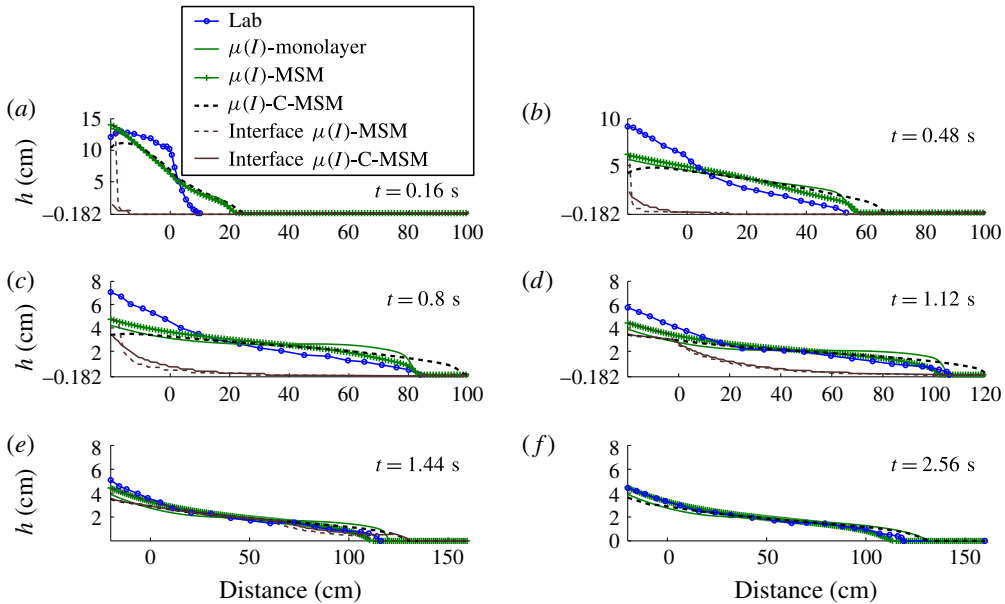 Lab
μ(I)-monolayer
μ(I)-MSM
μ(I)-C-MSM
Interface μ(I)-MSM
Interface μ(I)-C-MSM
(a)
15
10
5
−0.182
h (cm)
t = 0.16 s
0 20 40 60 80 100
(b)
10
5
−0.182
t = 0.48 s
0 20 40 60 80 100
(c)
8
6
4
2
−0.182
h (cm)
t = 0.8 s
0 20 40 60 80 100
(d)
8
6
4
2
−0.182
t = 1.12 s
0 20 40 60 80 100 120
(e)
8
6
4
2
0
h (cm)
t = 1.44 s
0 50 100 150
Distance (cm)
(f)
8
6
4
2
0
t = 2.56 s
0 50 100 150
Distance (cm)